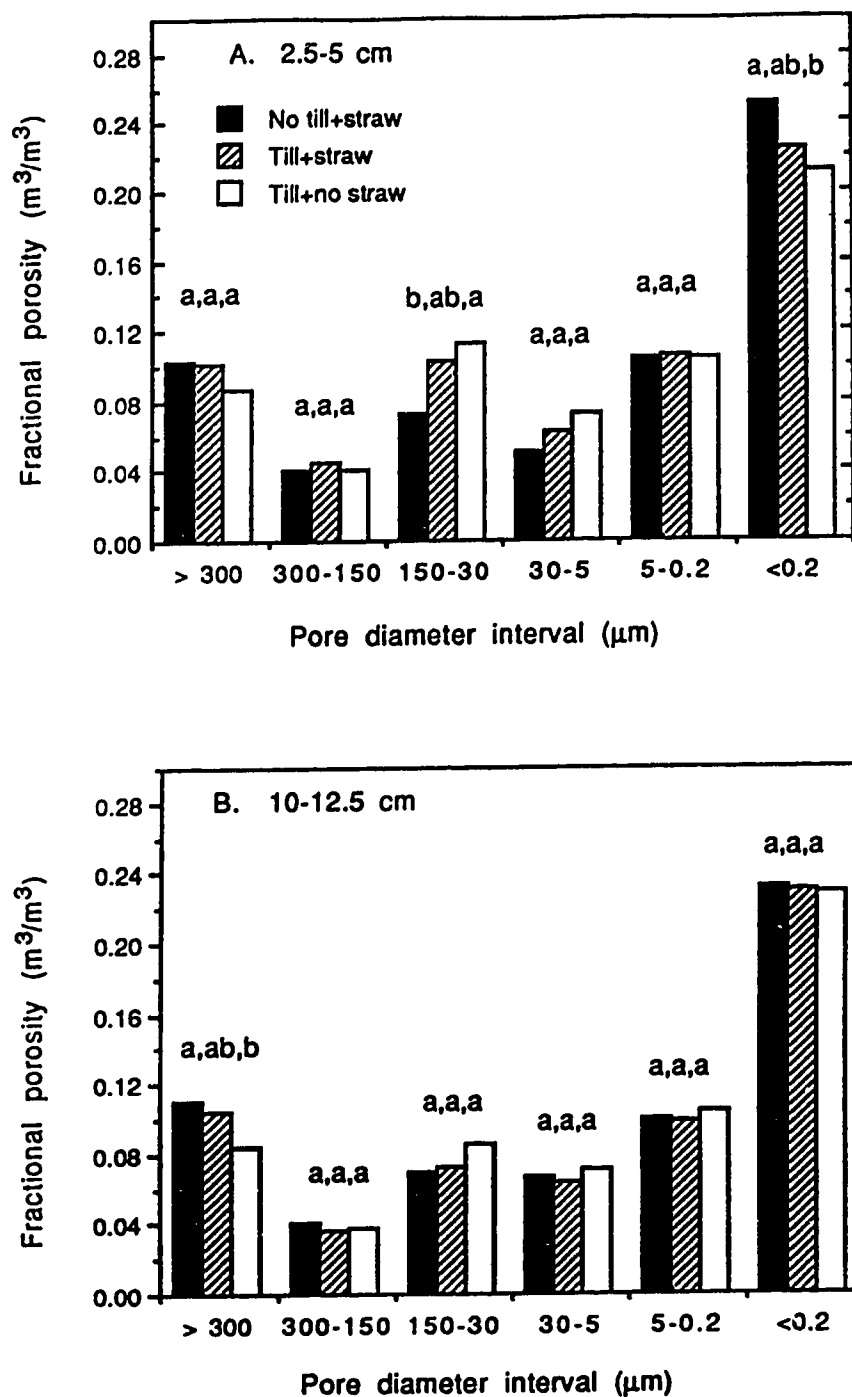 A. 2.5-5 cm
No till+straw
Till+straw
Till+no straw
Fractional porosity (m³/m³)
0.28
0.24
0.20
0.16
0.12
0.08
0.04
0.00
a,a,a
a,a,a
b,ab,a
a,a,a
a,a,a
a,ab,b
> 300
300-150
150-30
30-5
5-0.2
<0.2
Pore diameter interval (μm)
B. 10-12.5 cm
Fractional porosity (m³/m³)
0.28
0.24
0.20
0.16
0.12
0.08
0.04
0.00
a,ab,b
a,a,a
a,a,a
a,a,a
a,a,a
a,a,a
> 300
300-150
150-30
30-5
5-0.2
<0.2
Pore diameter interval (μm)